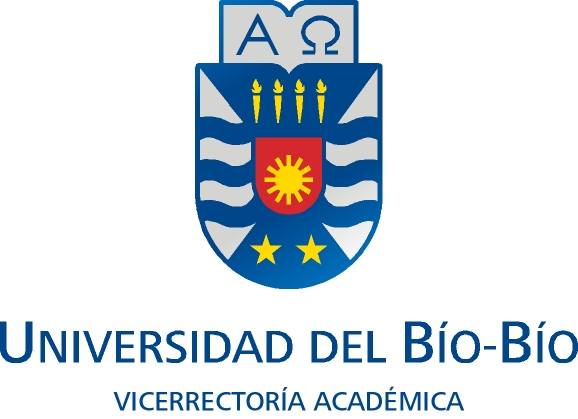 Α Ω
UNIVERSIDAD DEL BÍO-BÍO
VICERRECTORÍA ACADÉMICA